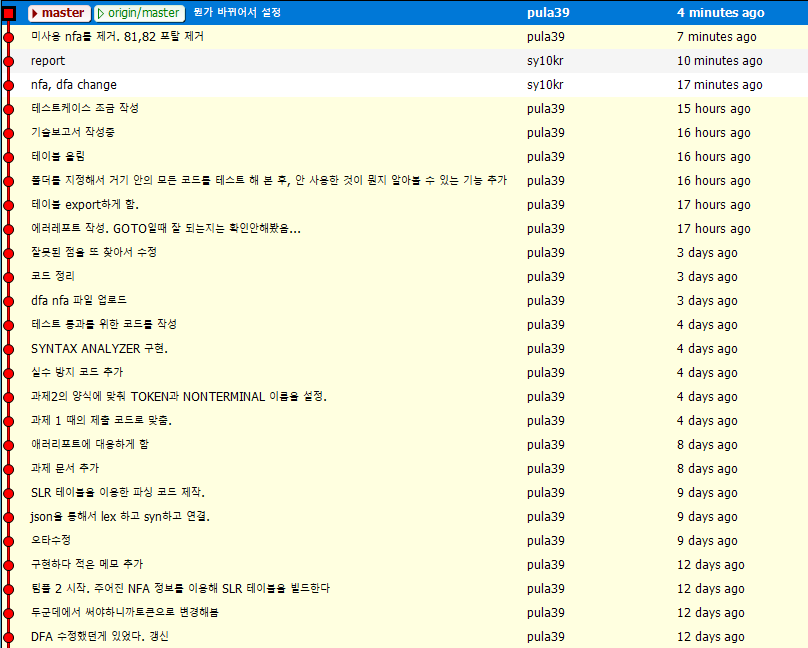 master origin/master 뭔가 바뀌어서 설정 pula39 4 minutes ago
미사용 nfa를 제거. 81,82 포탈 제거 pula39 7 minutes ago
report sy10kr 10 minutes ago
nfa, dfa change sy10kr 17 minutes ago
테스트케이스 조금 작성 pula39 15 hours ago
기술보고서 작성중 pula39 16 hours ago
테이블 올림 pula39 16 hours ago
폴더를 지정해서 거기 안의 모든 코드를 테스트 해 본 후, 안 사용한 것이 뭔지 알아볼 수 있는 기능 추가 pula39 16 hours ago
테이블 export하게 함. pula39 17 hours ago
에러레포트 작성. GOTO일때 잘 되는지는 확인안해봤음... pula39 17 hours ago
잘못된 점을 또 찾아서 수정 pula39 3 days ago
코드 정리 pula39 3 days ago
dfa nfa 파일 업로드 pula39 3 days ago
테스트 통과를 위한 코드를 작성 pula39 4 days ago
SYNTAX ANALYZER 구현. pula39 4 days ago
실수 방지 코드 추가 pula39 4 days ago
과제2의 양식에 맞춰 TOKEN과 NONTERMINAL 이름을 설정. pula39 4 days ago
과제 1 때의 제출 코드로 맞춤. pula39 4 days ago
애러리포트에 대응하게 함 pula39 8 days ago
과제 문서 추가 pula39 8 days ago
SLR 테이블을 이용한 파싱 코드 제작. pula39 9 days ago
json을 통해서 lex 하고 syn하고 연결. pula39 9 days ago
오타수정 pula39 9 days ago
구현하다 적은 메모 추가 pula39 12 days ago
텀플 2 시작. 주어진 NFA 정보를 이용해 SLR 테이블을 빌드한다 pula39 12 days ago
두군데에서 써야하니까토큰으로 변경해봄 pula39 12 days ago
DFA 수정했던게 있었다. 갱신 pula39 12 days ago